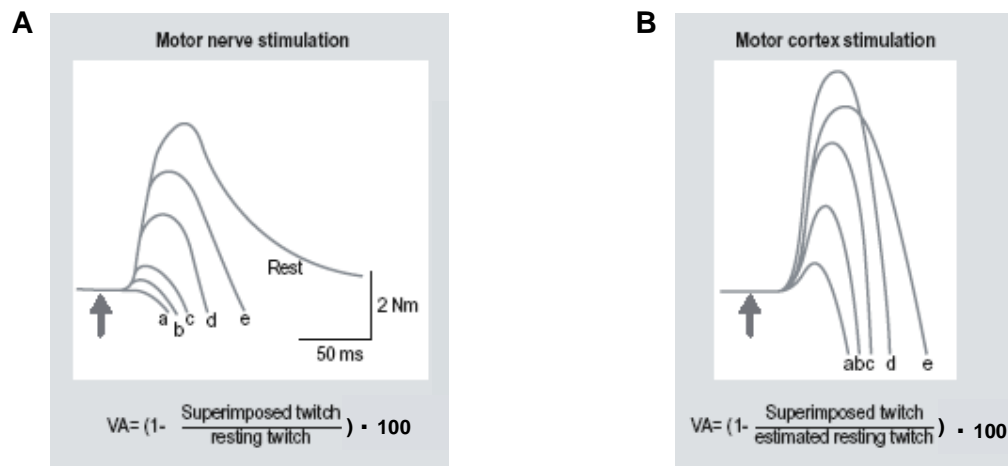 A
Motor nerve stimulation
Rest
a
b
c
d
e
2 Nm
50 ms
VA= (1- Superimposed twitch
resting twitch ) · 100
B
Motor cortex stimulation
a b c d e
VA= (1- Superimposed twitch
estimated resting twitch ) · 100